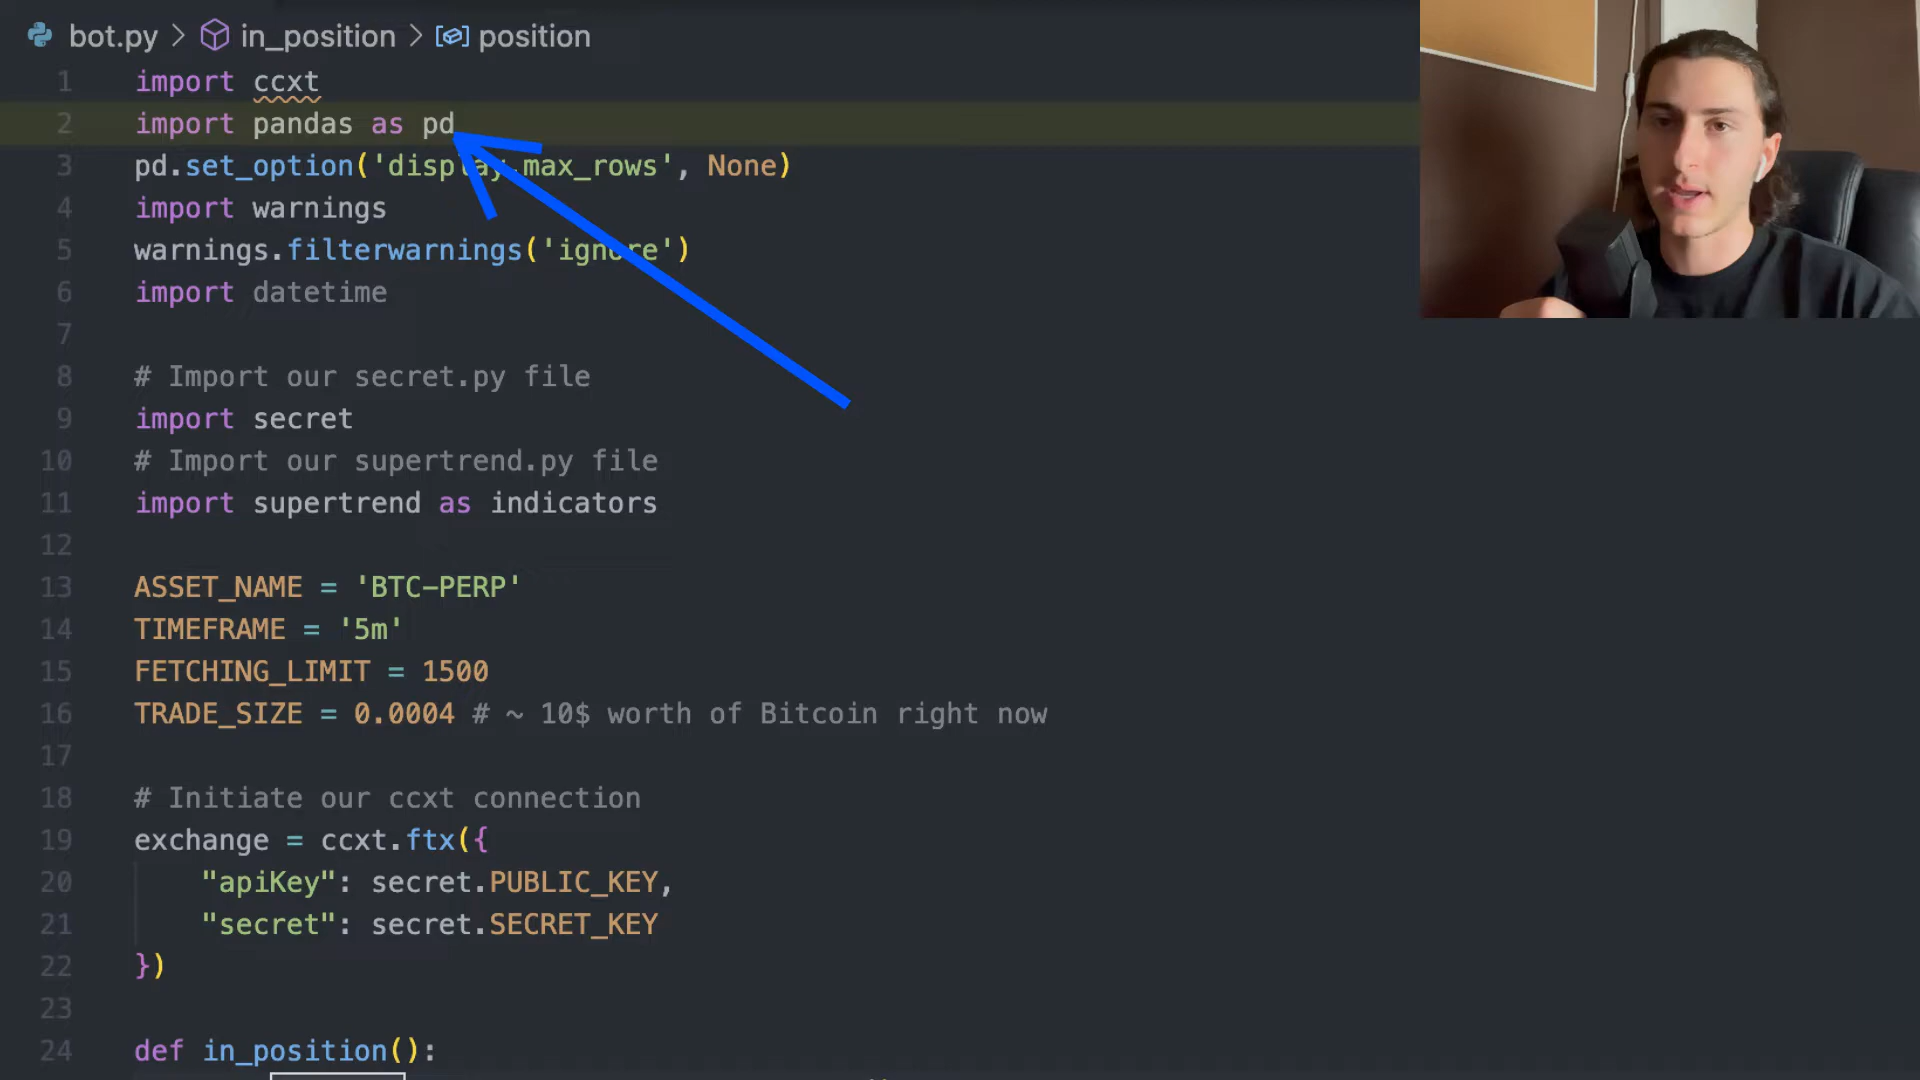 bot.py > in_position > position
1 import ccxt
2 import pandas as pd
3 pd.set_option('display.max_rows', None)
4 import warnings
5 warnings.filterwarnings('ignore')
6 import datetime
7
8 # Import our secret.py file
9 import secret
10 # Import our supertrend.py file
11 import supertrend as indicators
12
13 ASSET_NAME = 'BTC-PERP'
14 TIMEFRAME = '5m'
15 FETCHING_LIMIT = 1500
16 TRADE_SIZE = 0.0004 # ~ 10$ worth of Bitcoin right now
17
18 # Initiate our ccxt connection
19 exchange = ccxt.ftx({
20 "apiKey": secret.PUBLIC_KEY,
21 "secret": secret.SECRET_KEY
22 })
23
24 def in_position():